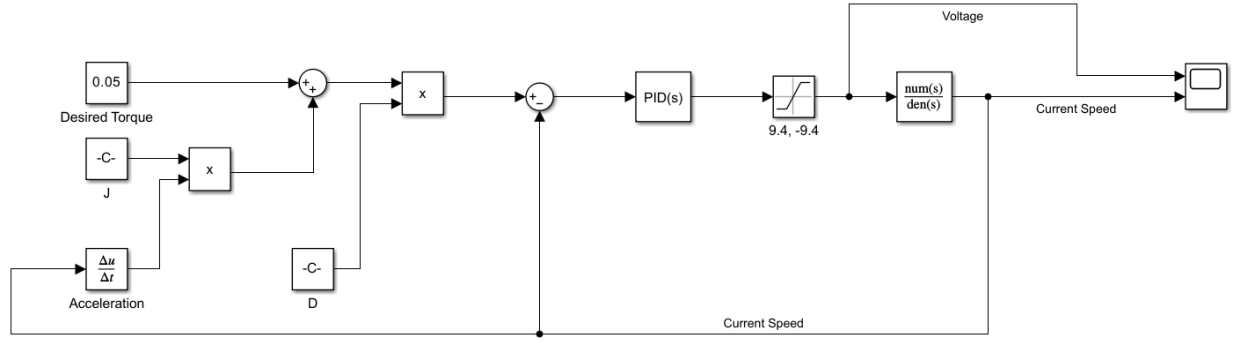 Voltage
0.05
Desired Torque
+
+
x
+
−
PID(s)
9.4, -9.4
num(s)
den(s)
Current Speed
-C-
J
x
Δu
Δt
Acceleration
-C-
D
Current Speed